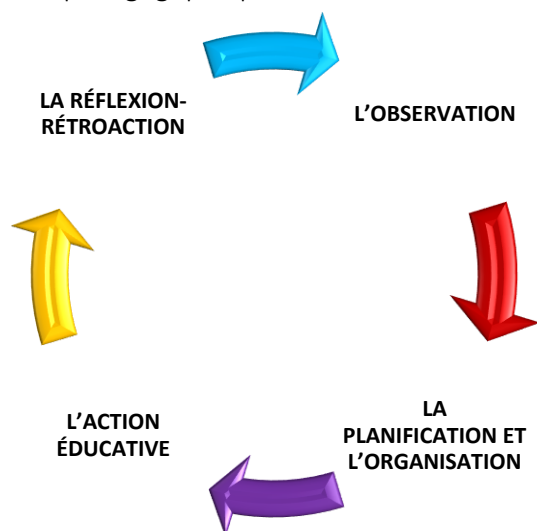 LA RÉFLEXION-
RÉTROACTION
L'OBSERVATION
LA
PLANIFICATION ET
L'ORGANISATION
L'ACTION
ÉDUCATIVE